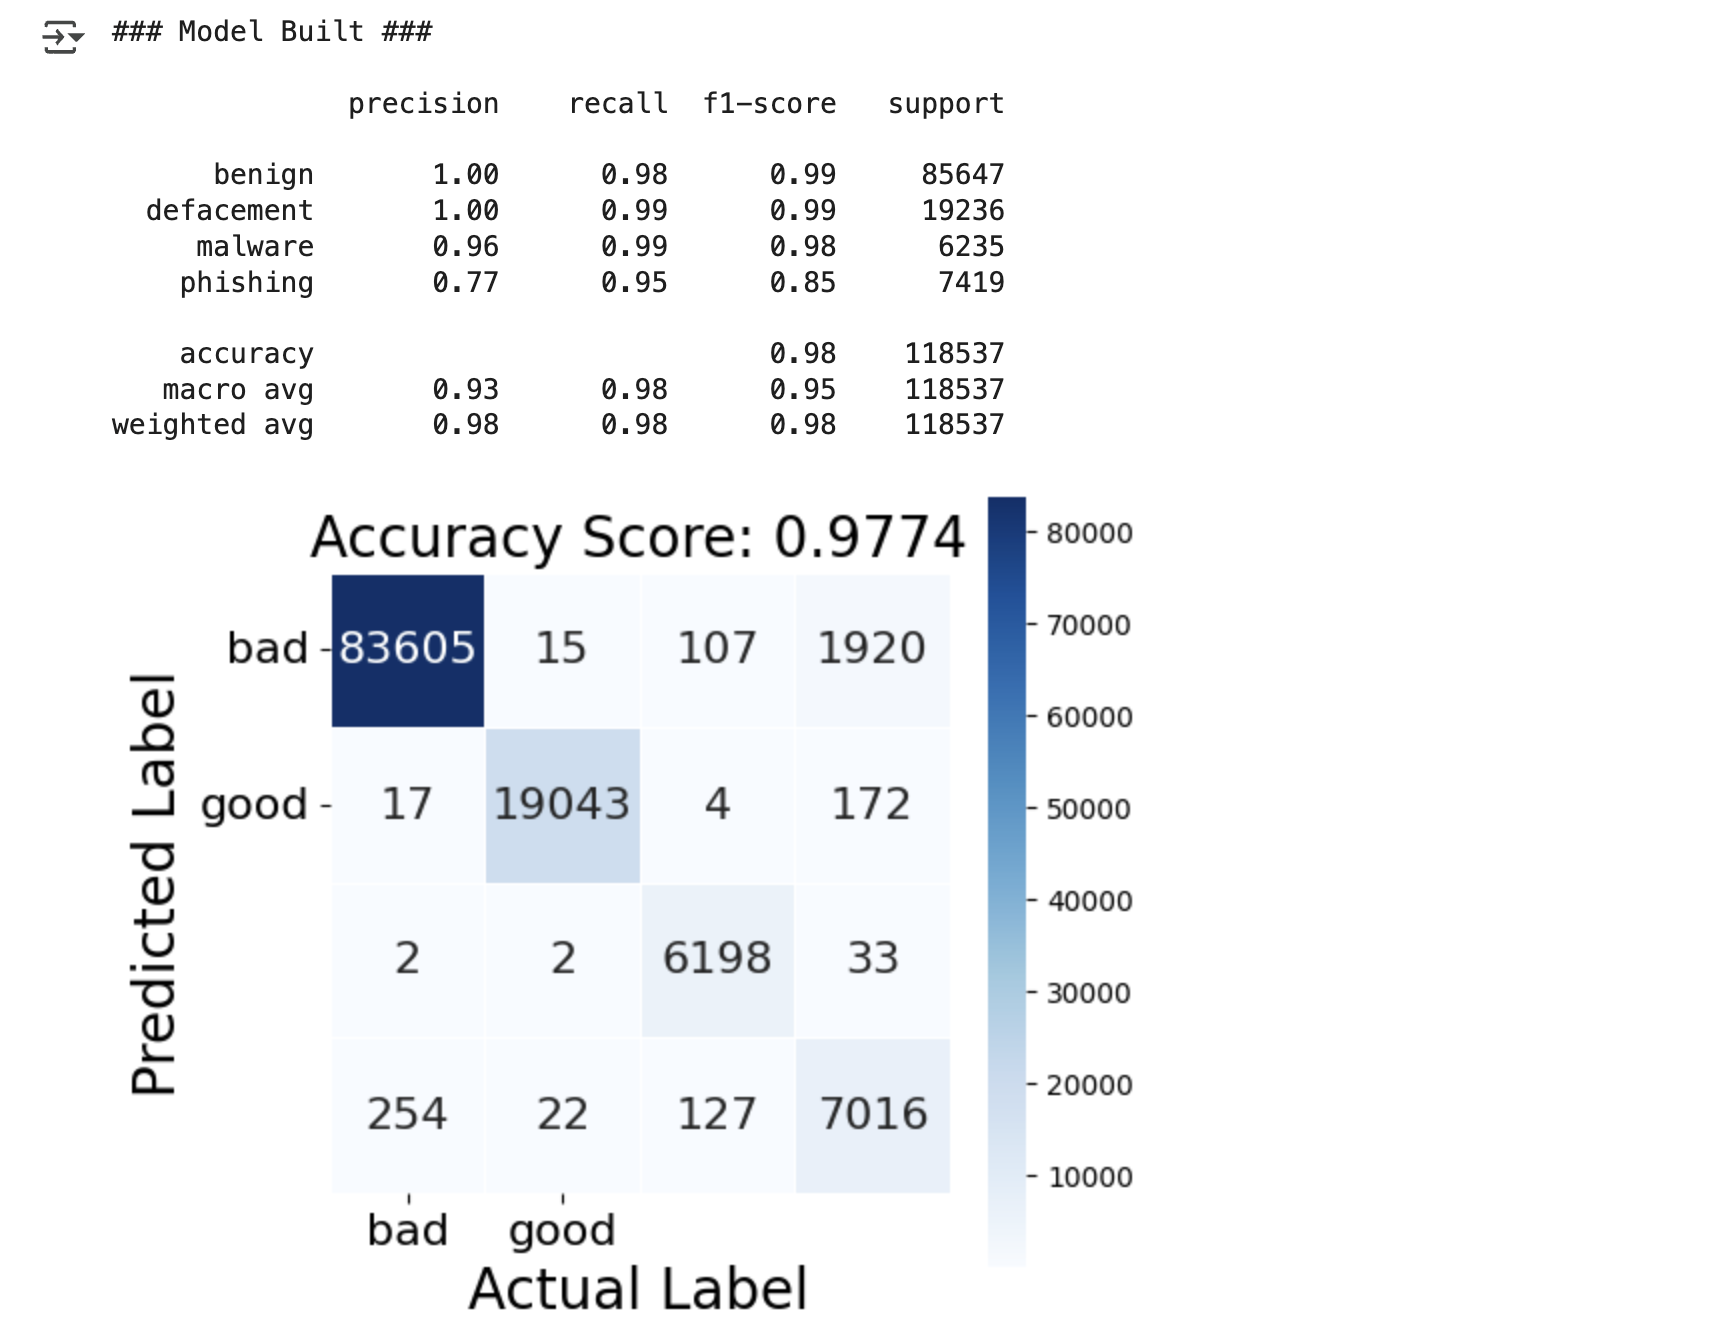 ### Model Built ###
precision recall f1-score support
benign 1.00 0.98 0.99 85647
defacement 1.00 0.99 0.99 19236
malware 0.96 0.99 0.98 6235
phishing 0.77 0.95 0.85 7419
accuracy 0.98 118537
macro avg 0.93 0.98 0.95 118537
weighted avg 0.98 0.98 0.98 118537
Accuracy Score: 0.9774
Predicted Label
bad 83605 15 107 1920
good 17 19043 4 172
2 2 6198 33
254 22 127 7016
bad good
Actual Label
80000
70000
60000
50000
40000
30000
20000
10000